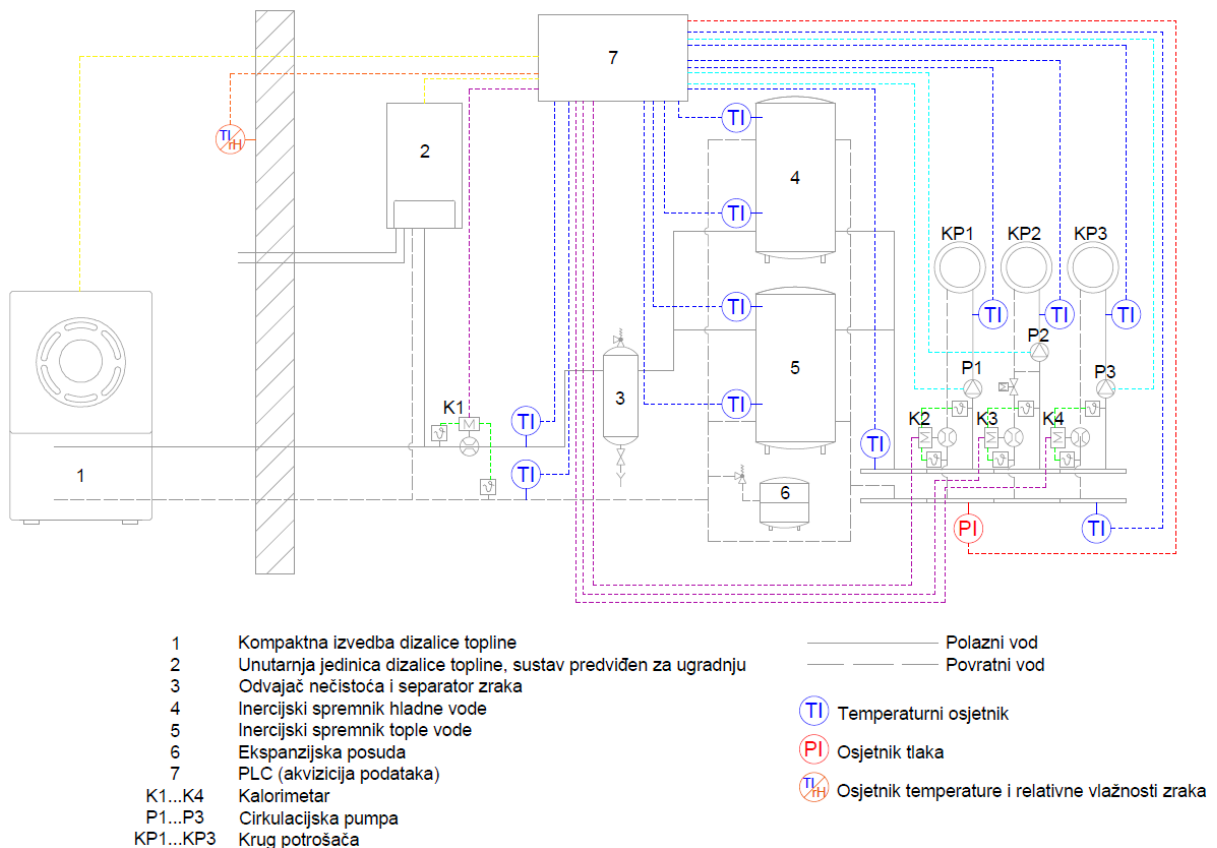 7
TI
rH
2
TI
4
TI
KP1
KP2
KP3
TI
5
TI
TI
TI
P2
3
P1
P3
TI
K1
M
ϑ
TI
K2
M
ϑ
K3
M
ϑ
K4
M
ϑ
TI
1
ϑ
TI
ϑ
ϑ
ϑ
6
PI
TI
1 Kompaktna izvedba dizalice topline
2 Unutarnja jedinica dizalice topline, sustav predviđen za ugradnju
3 Odvajač nečistoća i separator zraka
4 Inercijski spremnik hladne vode
5 Inercijski spremnik tople vode
6 Ekspanzijska posuda
7 PLC (akvizicija podataka)
K1...K4 Kalorimetar
P1...P3 Cirkulacijska pumpa
KP1...KP3 Krug potrošača
Polazni vod
Povratni vod
TI Temperaturni osjetnik
PI Osjetnik tlaka
TI rH Osjetnik temperature i relativne vlažnosti zraka